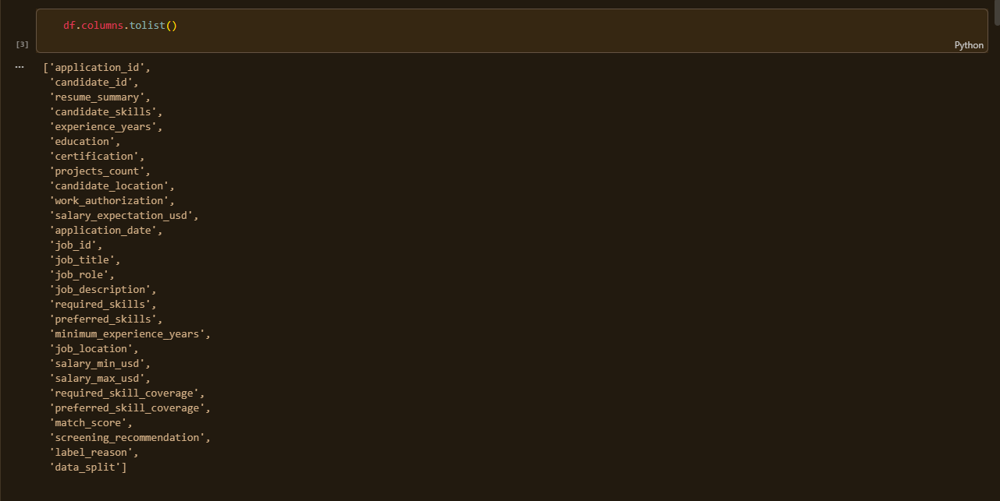 df.columns.tolist()
[3]
Python
...
['application_id',
'candidate_id',
'resume_summary',
'candidate_skills',
'experience_years',
'education',
'certification',
'projects_count',
'candidate_location',
'work_authorization',
'salary_expectation_usd',
'application_date',
'job_id',
'job_title',
'job_role',
'job_description',
'required_skills',
'preferred_skills',
'minimum_experience_years',
'job_location',
'salary_min_usd',
'salary_max_usd',
'required_skill_coverage',
'preferred_skill_coverage',
'match_score',
'screening_recommendation',
'label_reason',
'data_split']